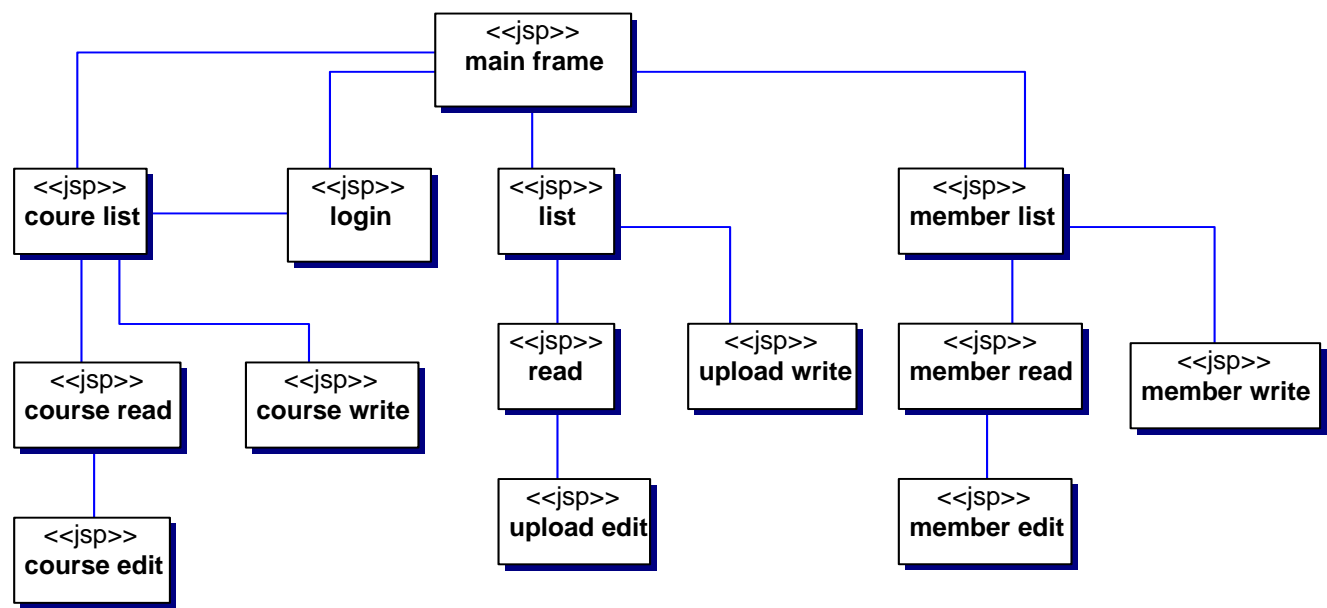 <<jsp>>
main frame
<<jsp>>
coure list
<<jsp>>
login
<<jsp>>
list
<<jsp>>
member list
<<jsp>>
course read
<<jsp>>
course write
<<jsp>>
read
<<jsp>>
upload write
<<jsp>>
member read
<<jsp>>
member write
<<jsp>>
course edit
<<jsp>>
upload edit
<<jsp>>
member edit